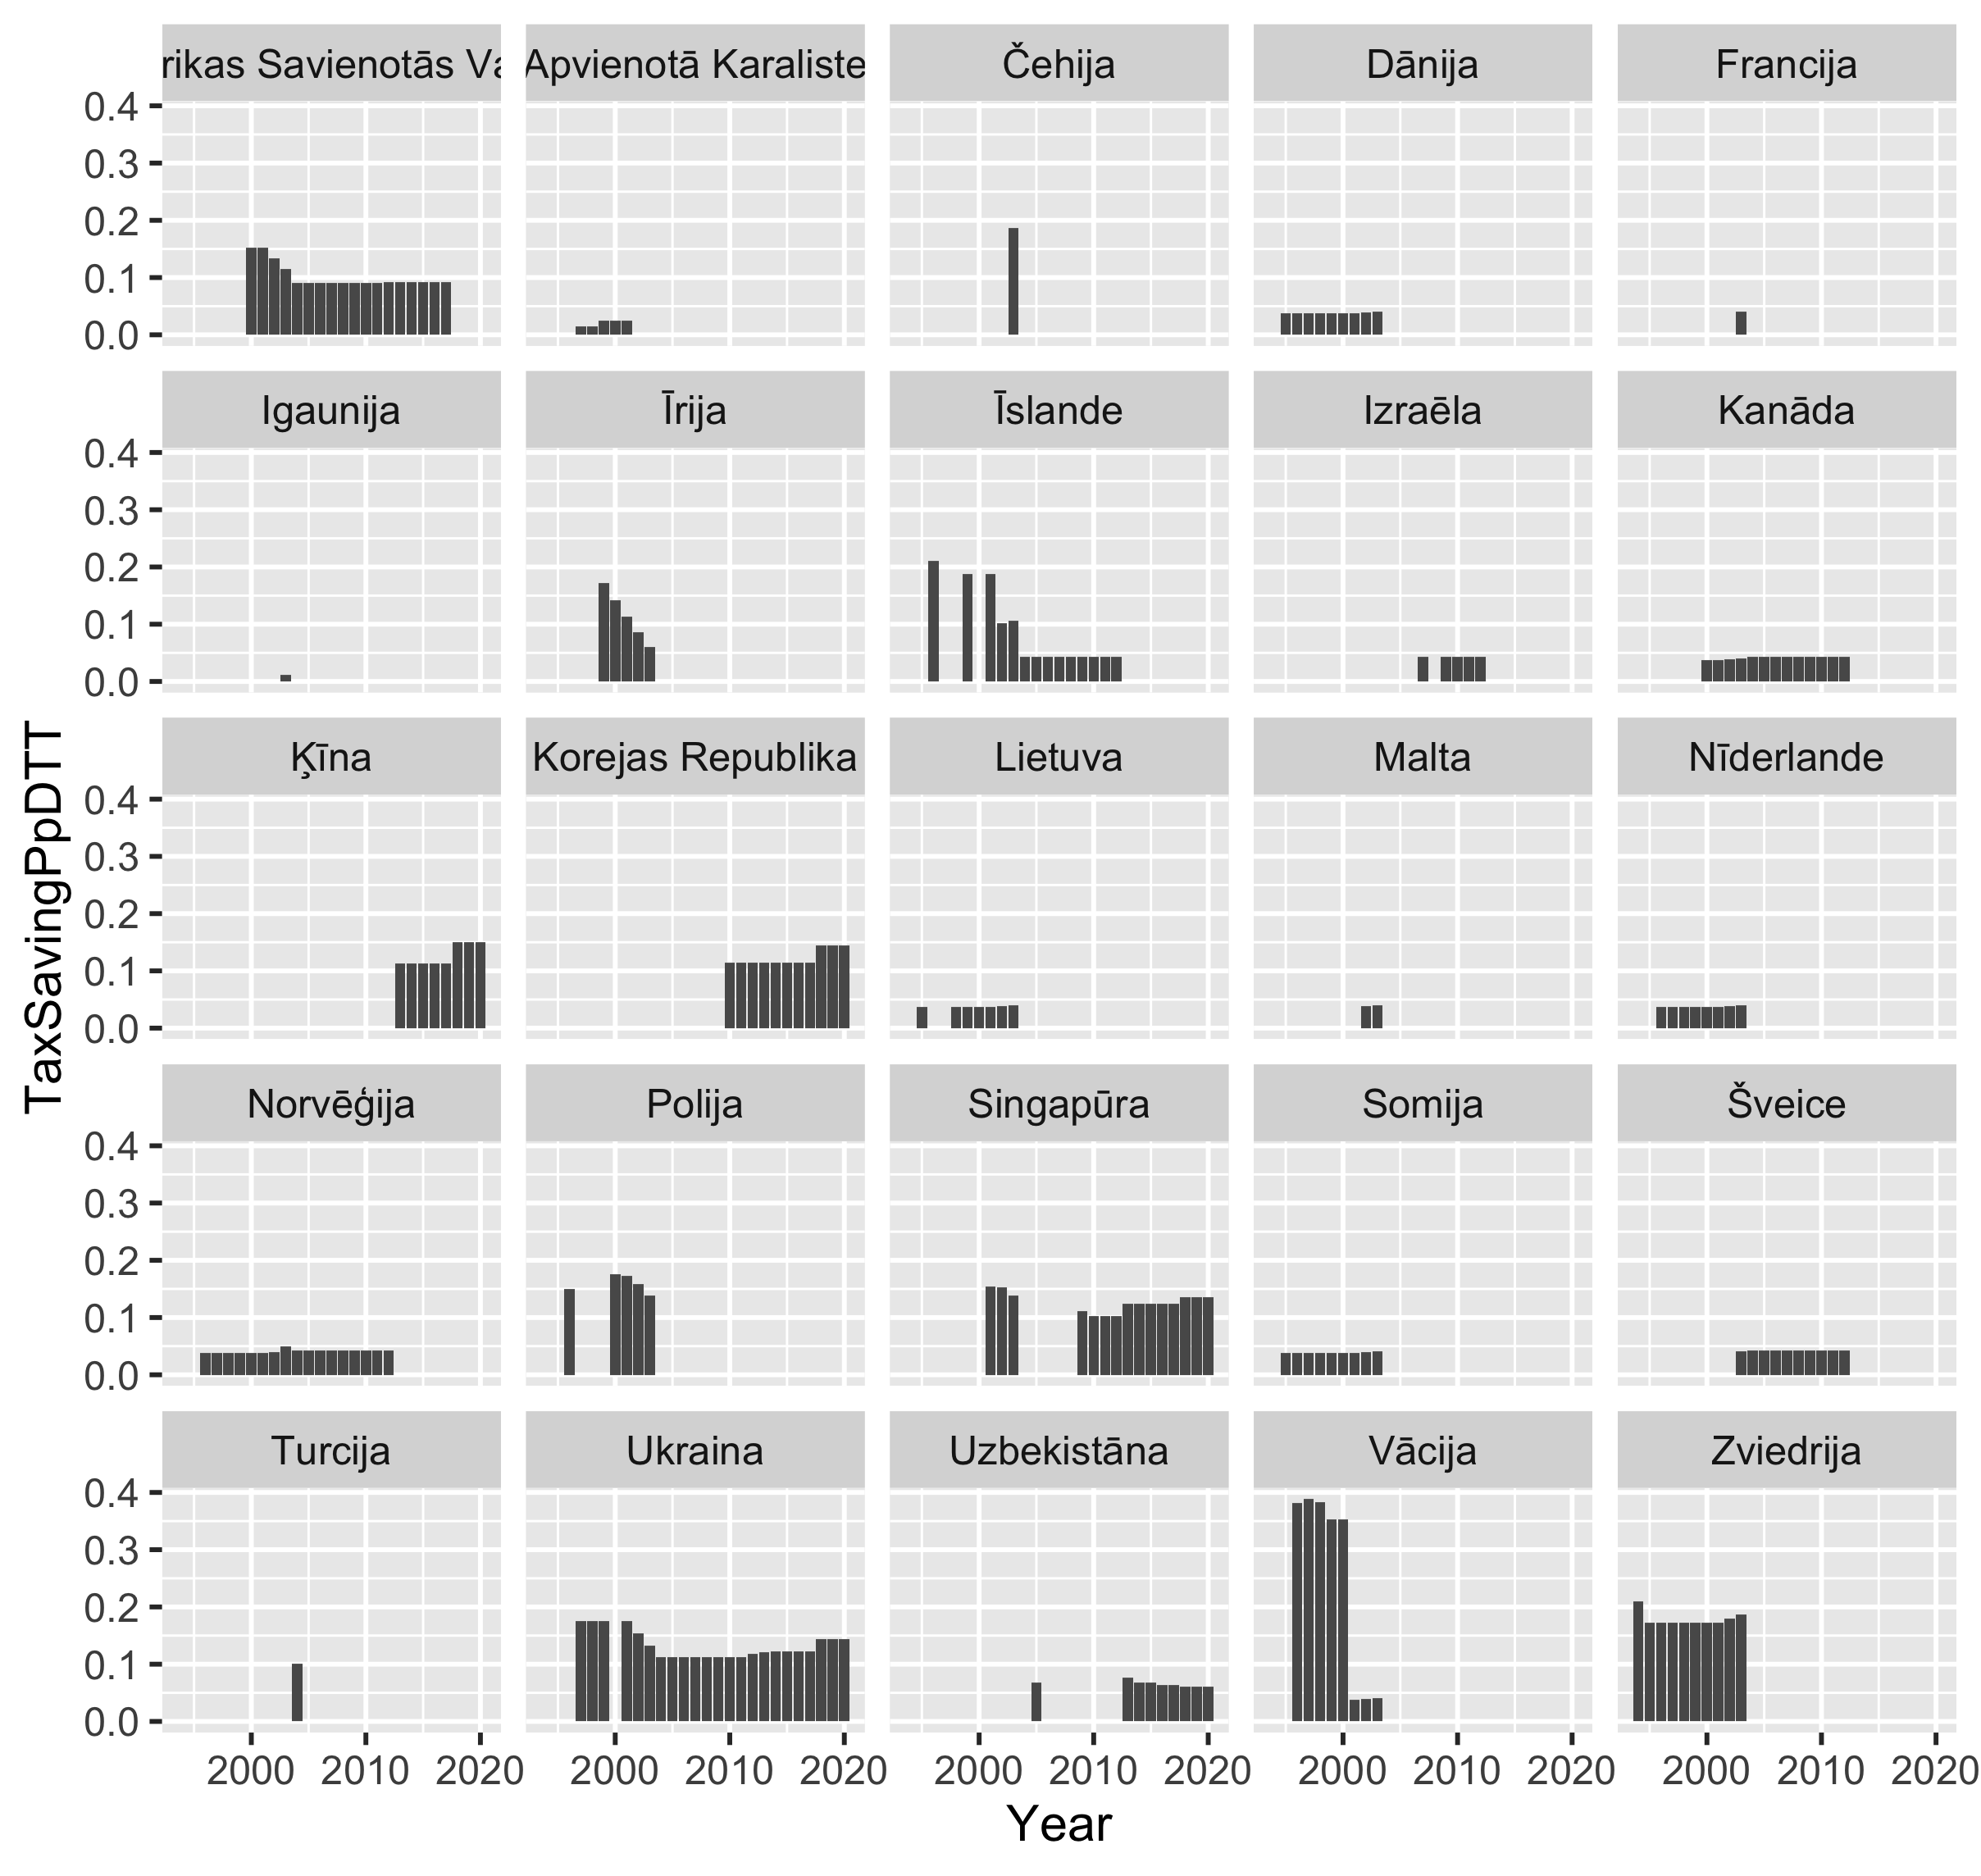 rikas Savienotās Va
Apvienotā Karaliste
Čehija
Dānija
Francija
0.4
0.3
0.2
0.1
0.0
Igaunija
Īrija
Īslande
Izraēla
Kanāda
0.4
0.3
0.2
0.1
0.0
Ķīna
Korejas Republika
Lietuva
Malta
Nīderlande
0.4
0.3
0.2
0.1
0.0
Norvēģija
Polija
Singapūra
Somija
Šveice
0.4
0.3
0.2
0.1
0.0
Turcija
Ukraina
Uzbekistāna
Vācija
Zviedrija
0.4
0.3
0.2
0.1
0.0
2000 2010 2020
2000 2010 2020
2000 2010 2020
2000 2010 2020
2000 2010 2020
Year
TaxSavingPpDTT